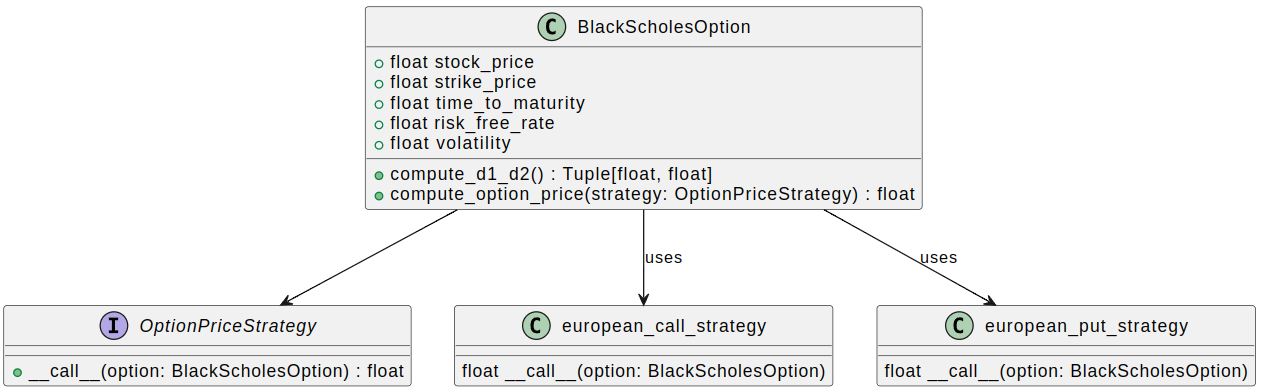 C BlackScholesOption
float stock_price
float strike_price
float time_to_maturity
float risk_free_rate
float volatility
compute_d1_d2() : Tuple[float, float]
compute_option_price(strategy: OptionPriceStrategy) : float
uses
uses
I OptionPriceStrategy
__call__(option: BlackScholesOption) : float
C european_call_strategy
float __call__(option: BlackScholesOption)
C european_put_strategy
float __call__(option: BlackScholesOption)